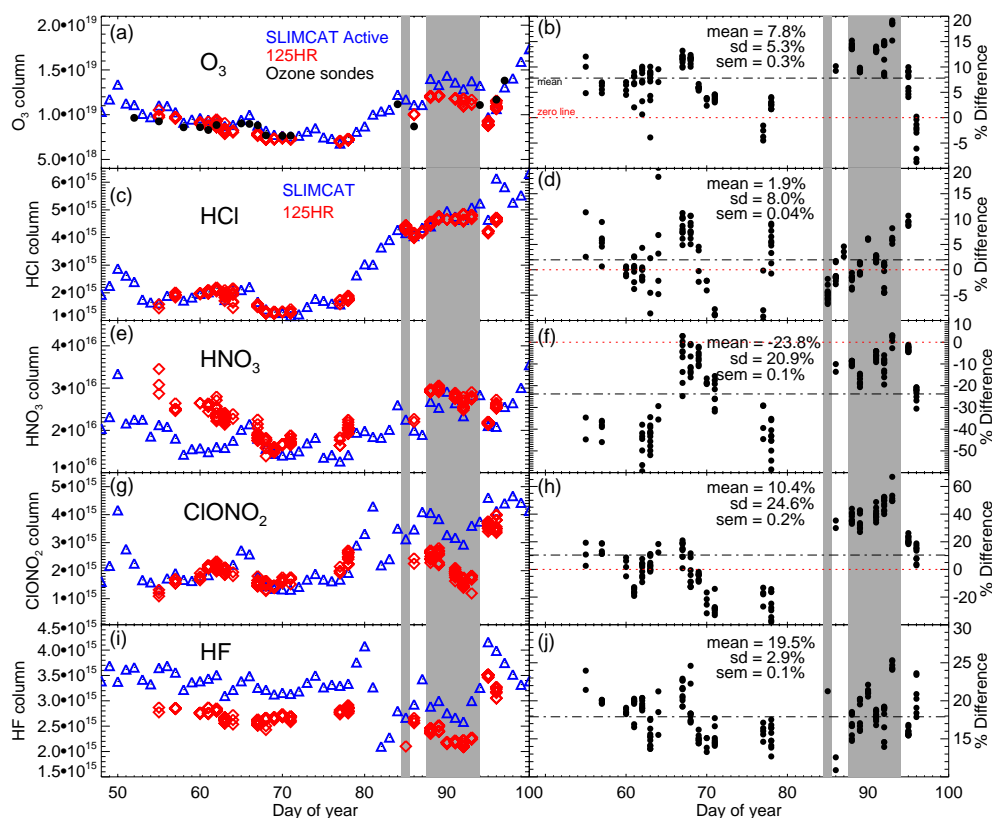 (a)
SLIMCAT Active
125HR
Ozone sondes
O3
O3 column
2.0•10¹⁹
1.5•10¹⁹
1.0•10¹⁹
5.0•10¹⁸
(b)
mean = 7.8%
sd = 5.3%
sem = 0.3%
mean
zero line
20
15
10
5
0
-5
% Difference
(c)
SLIMCAT
125HR
HCl
HCl column
6•10¹⁵
5•10¹⁵
4•10¹⁵
3•10¹⁵
2•10¹⁵
1•10¹⁵
(d)
mean = 1.9%
sd = 8.0%
sem = 0.04%
20
15
10
5
0
-5
% Difference
(e)
HNO3
HNO3 column
4•10¹⁶
3•10¹⁶
2•10¹⁶
1•10¹⁶
(f)
mean = -23.8%
sd = 20.9%
sem = 0.1%
10
0
-10
-20
-30
-40
-50
% Difference
(g)
ClONO2
ClONO2 column
5•10¹⁵
4•10¹⁵
3•10¹⁵
2•10¹⁵
1•10¹⁵
(h)
mean = 10.4%
sd = 24.6%
sem = 0.2%
60
40
20
0
-20
% Difference
(i)
HF
HF column
4.5•10¹⁵
4.0•10¹⁵
3.5•10¹⁵
3.0•10¹⁵
2.5•10¹⁵
2.0•10¹⁵
1.5•10¹⁵
(j)
mean = 19.5%
sd = 2.9%
sem = 0.1%
30
25
20
15
10
% Difference
50 60 70 80 90 100
Day of year
60 70 80 90 100
Day of year